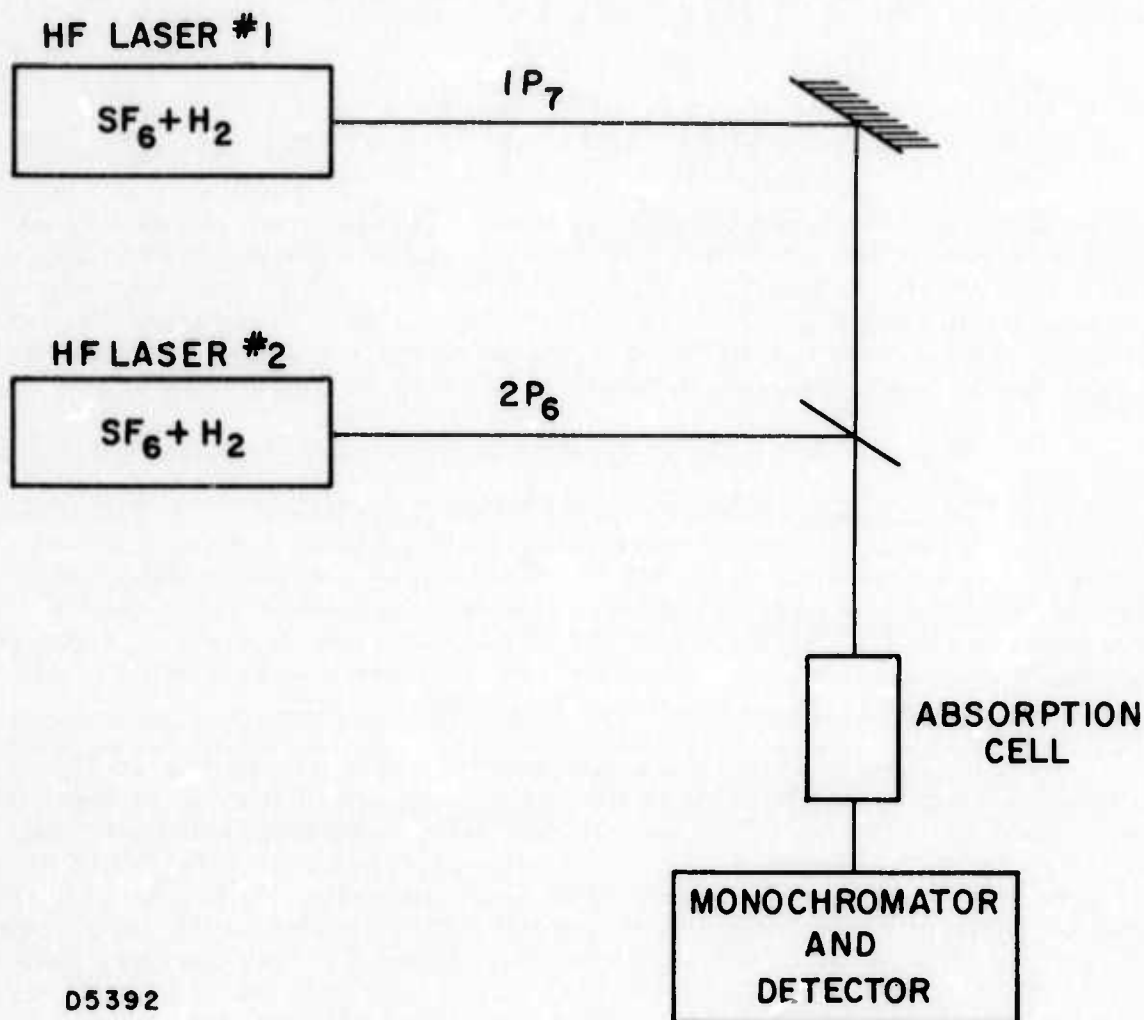 HF LASER #1
SF6 + H2
1P7
HF LASER #2
SF6 + H2
2P6
ABSORPTION
CELL
MONOCHROMATOR
AND
DETECTOR
D5392